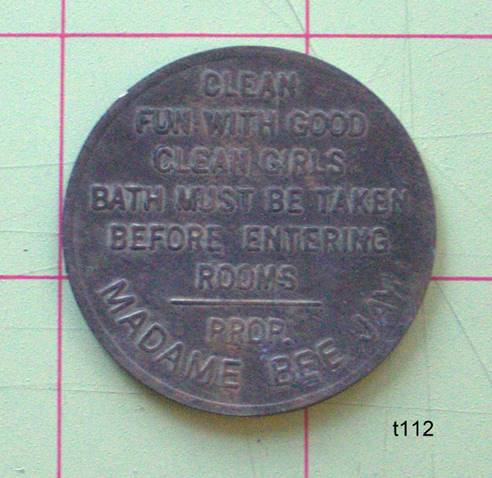 CLEAN
FUN WITH GOOD
CLEAN GIRLS
BATH MUST BE TAKEN
BEFORE ENTERING
ROOMS
PROP.
MADAME BEE JAY
t112